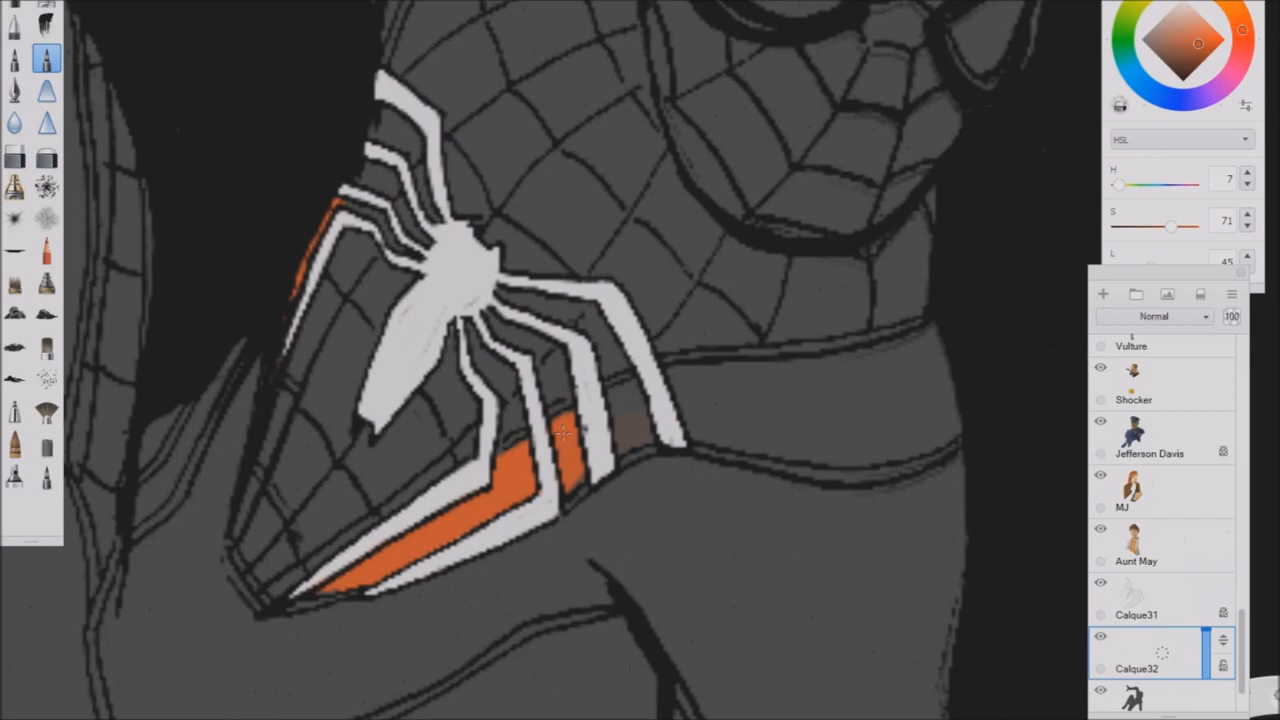 HSL
H
7
S
71
L
45
Normal
100
Vulture
Shocker
Jefferson Davis
MJ
Aunt May
Calque31
Calque32